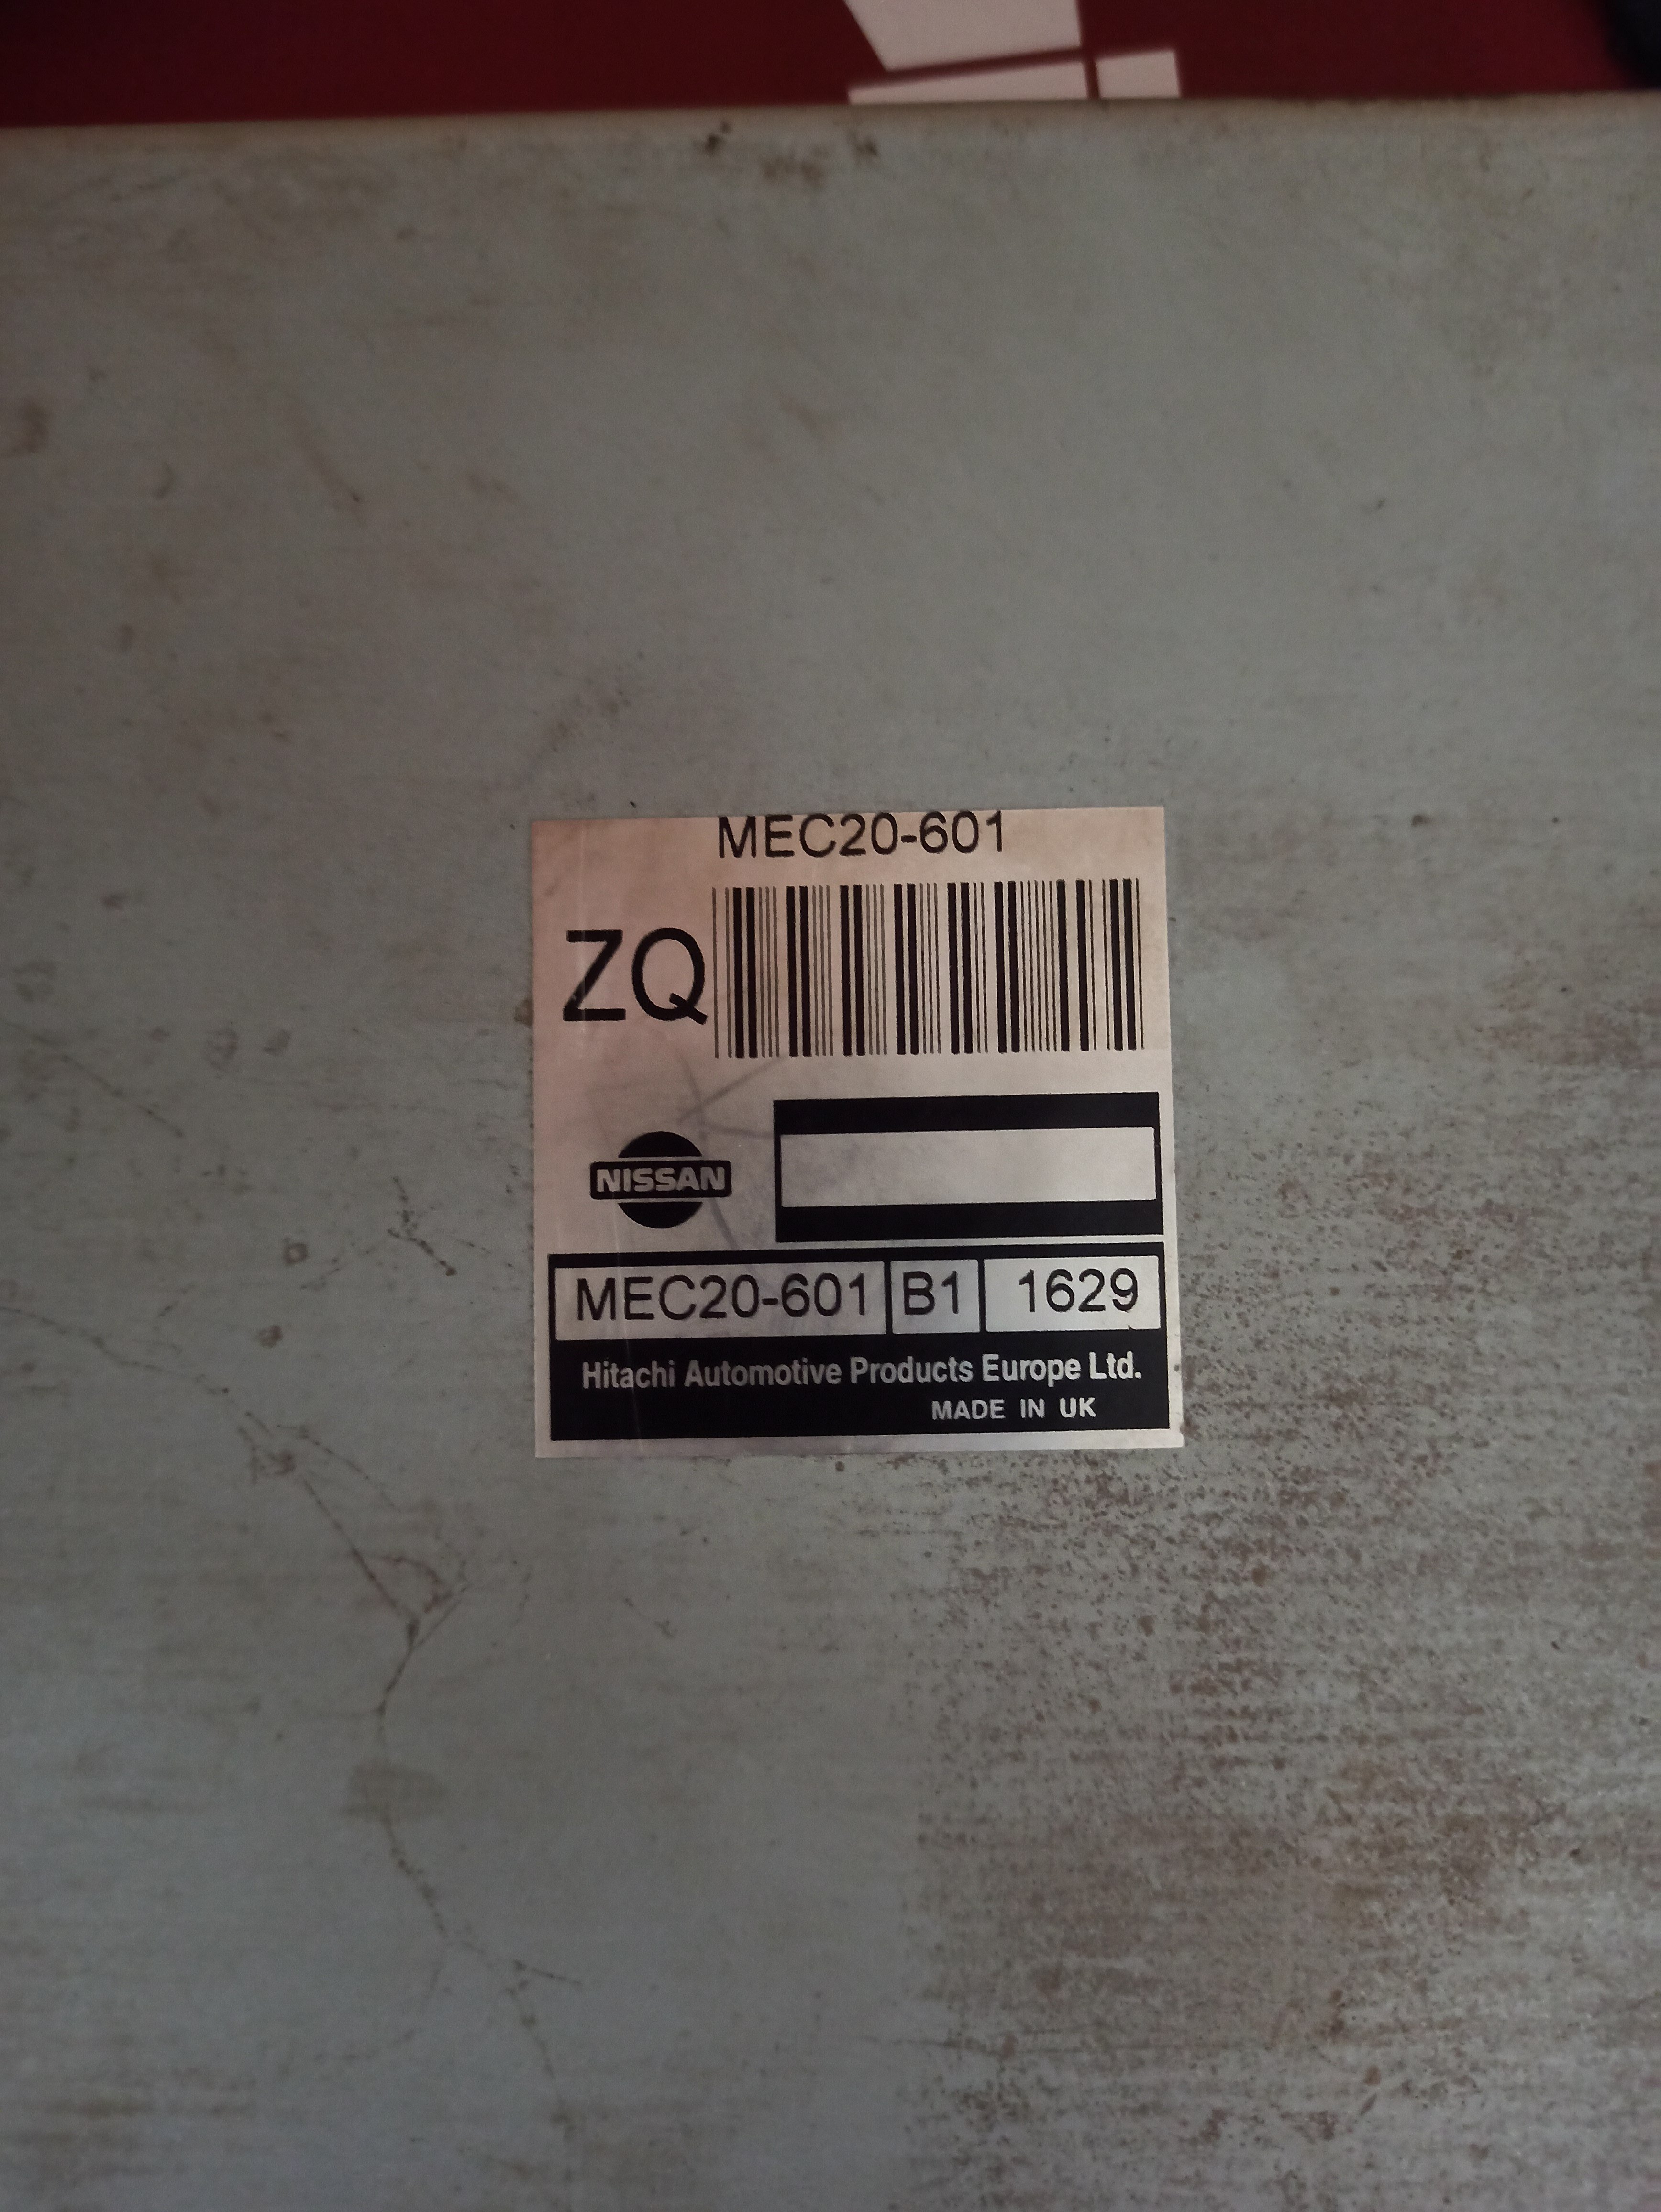 MEC20-601
ZQ
NISSAN
MEC20-601 B1 1629
Hitachi Automotive Products Europe Ltd.
MADE IN UK